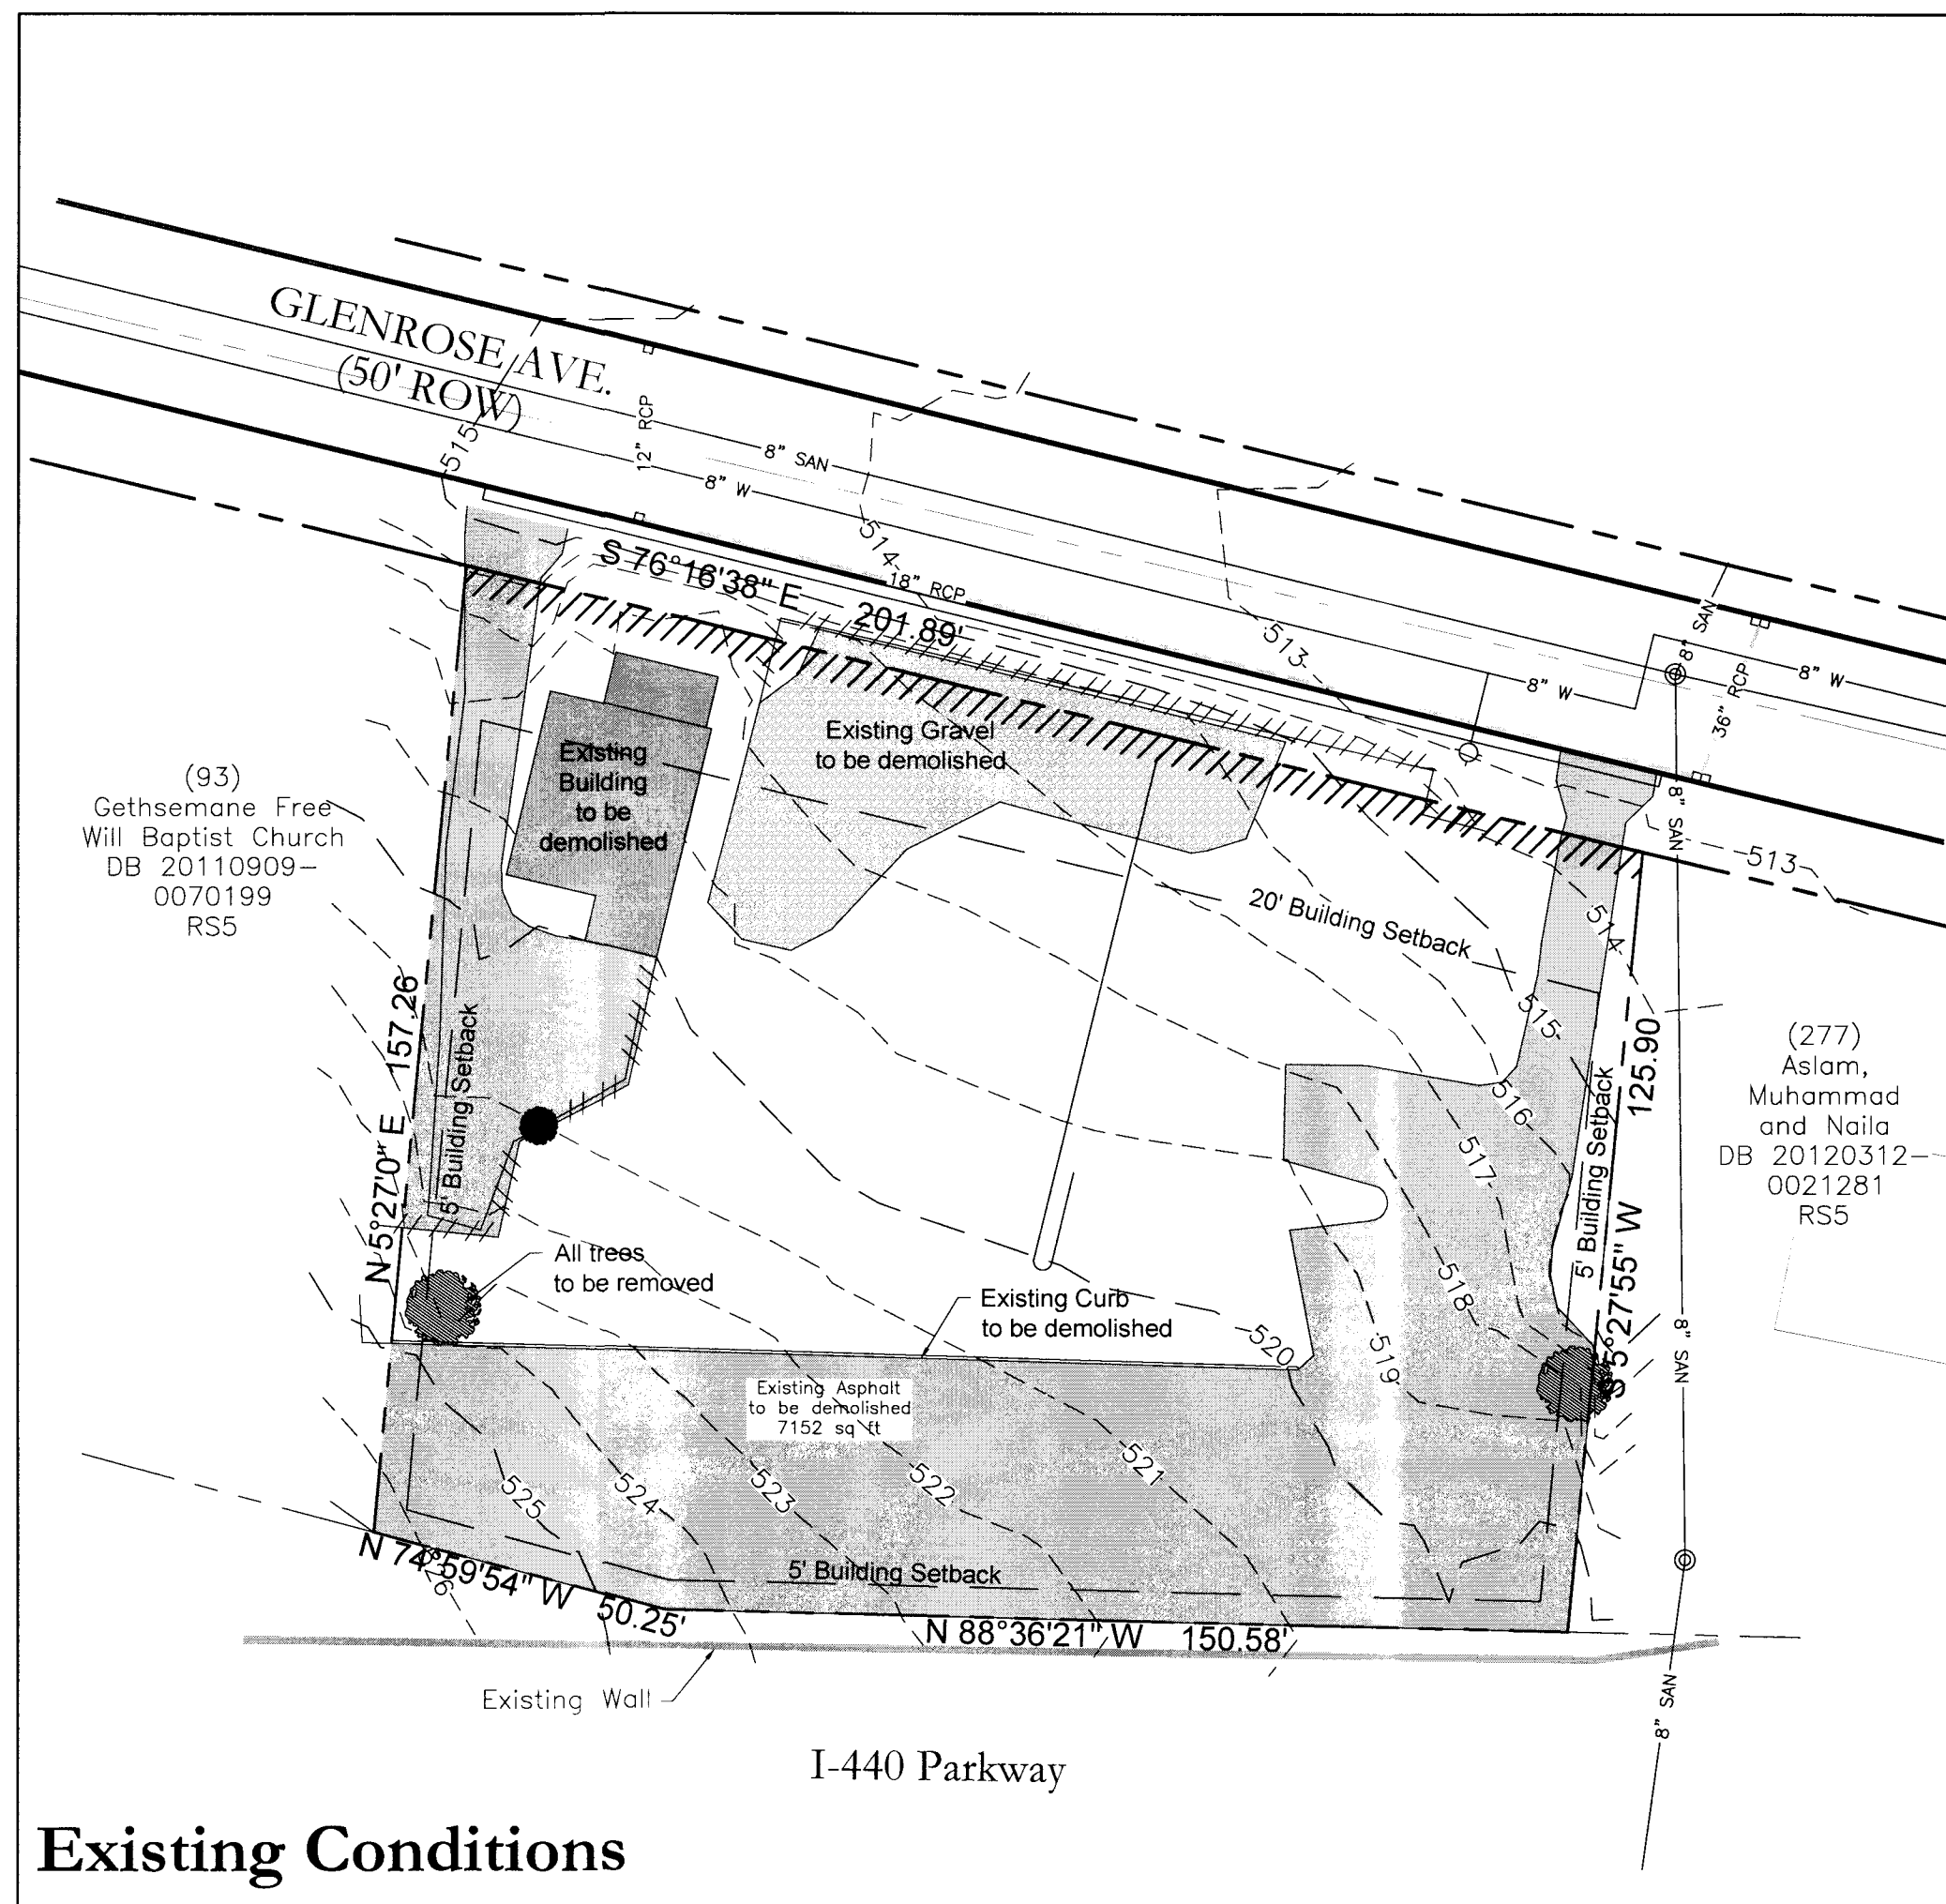 GLENROSE AVE.
(50' ROW)
515
12" RCP
8" SAN
8" W
514
18" RCP
S 76°16'38" E 201.89'
513
8" W
8" SAN
36" RCP
8" W
8" SAN
513
Existing
Building
to be
demolished
Existing Gravel
to be demolished
20' Building Setback
514
515
516
517
518
519
520
(93)
Gethsemane Free
Will Baptist Church
DB 20110909-
0070199
RS5
N 5°27'0" E 157.26
5' Building Setback
(277)
Aslam,
Muhammad
and Naila
DB 20120312-
0021281
RS5
125.90
S 5°27'55" W
5' Building Setback
All trees
to be removed
Existing Curb
to be demolished
8" SAN
Existing Asphalt
to be demolished
7152 sq ft
525
524
523
522
521
526
5' Building Setback
N 74°59'54" W 50.25'
N 88°36'21" W 150.58'
8" SAN
Existing Wall
I-440 Parkway
Existing Conditions